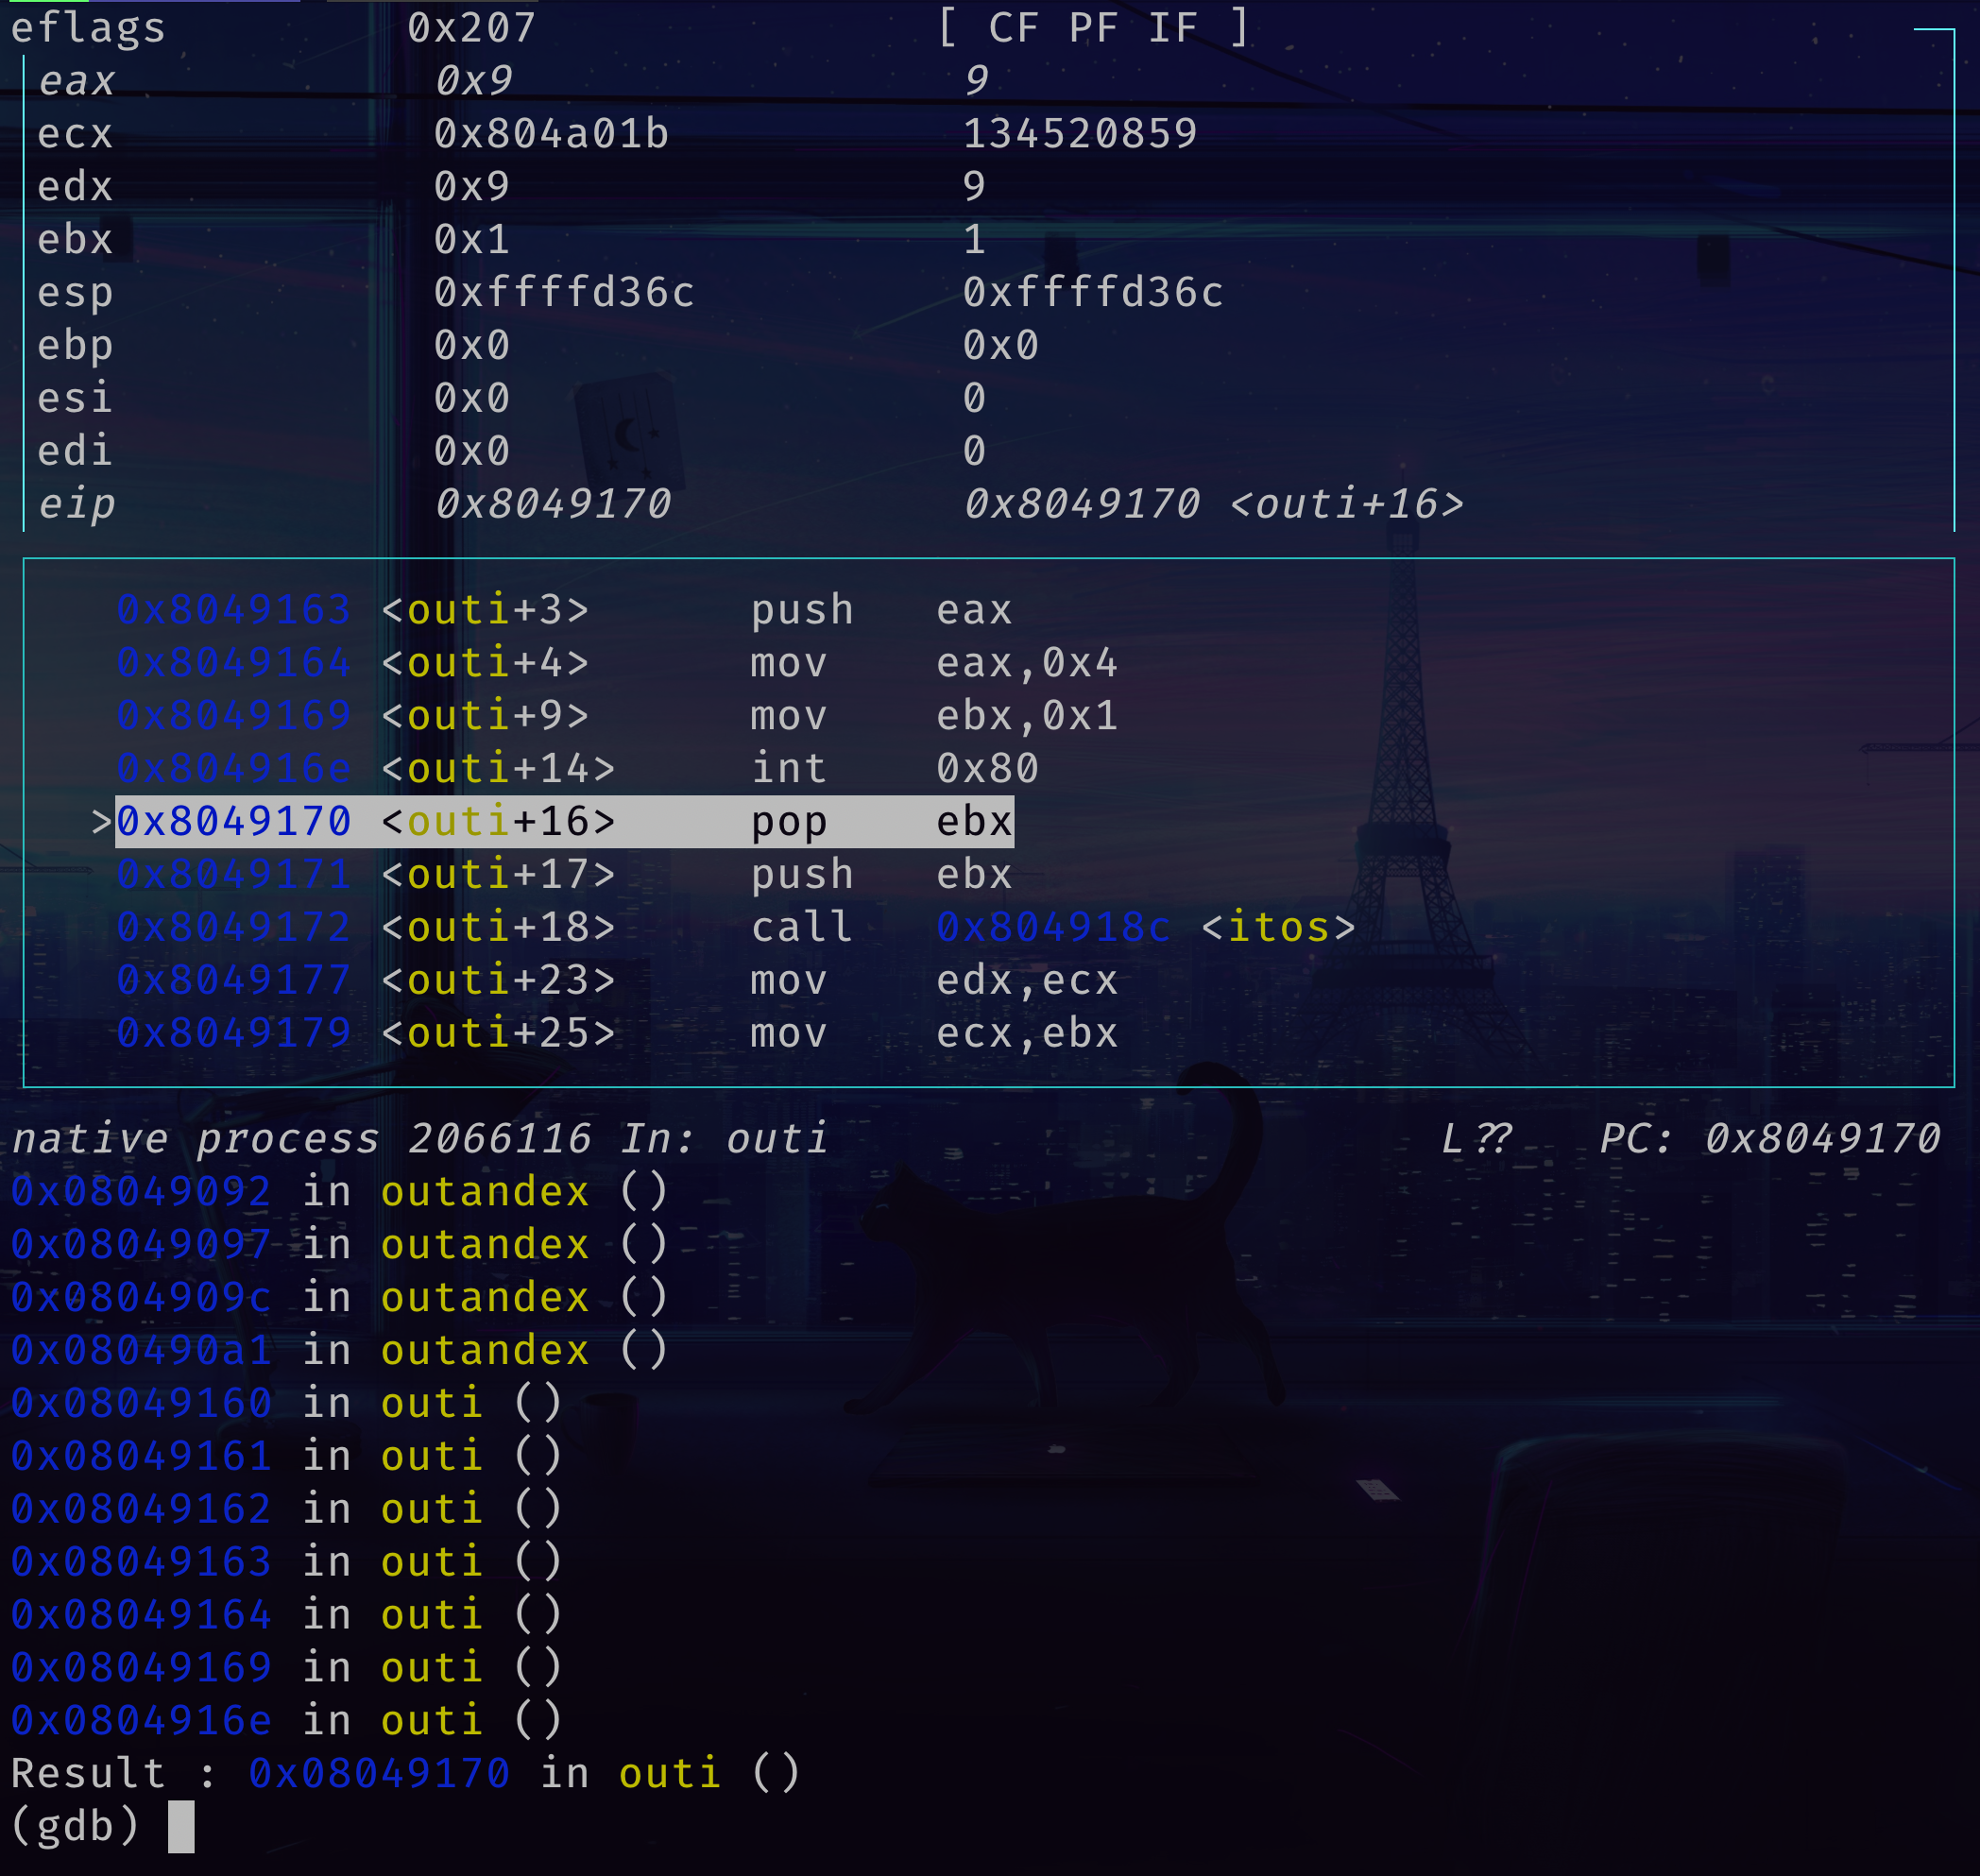 eflags 0x207 [ CF PF IF ]
eax 0x9 9
ecx 0x804a01b 134520859
edx 0x9 9
ebx 0x1 1
esp 0xffffd36c 0xffffd36c
ebp 0x0 0x0
esi 0x0 0
edi 0x0 0
eip 0x8049170 0x8049170 <outi+16>
0x8049163 <outi+3> push eax
0x8049164 <outi+4> mov eax,0x4
0x8049169 <outi+9> mov ebx,0x1
0x804916e <outi+14> int 0x80
>0x8049170 <outi+16> pop ebx
0x8049171 <outi+17> push ebx
0x8049172 <outi+18> call 0x804918c <itos>
0x8049177 <outi+23> mov edx,ecx
0x8049179 <outi+25> mov ecx,ebx
native process 2066116 In: outi L?? PC: 0x8049170
0x08049092 in outandex ()
0x08049097 in outandex ()
0x0804909c in outandex ()
0x080490a1 in outandex ()
0x08049160 in outi ()
0x08049161 in outi ()
0x08049162 in outi ()
0x08049163 in outi ()
0x08049164 in outi ()
0x08049169 in outi ()
0x0804916e in outi ()
Result : 0x08049170 in outi ()
(gdb)